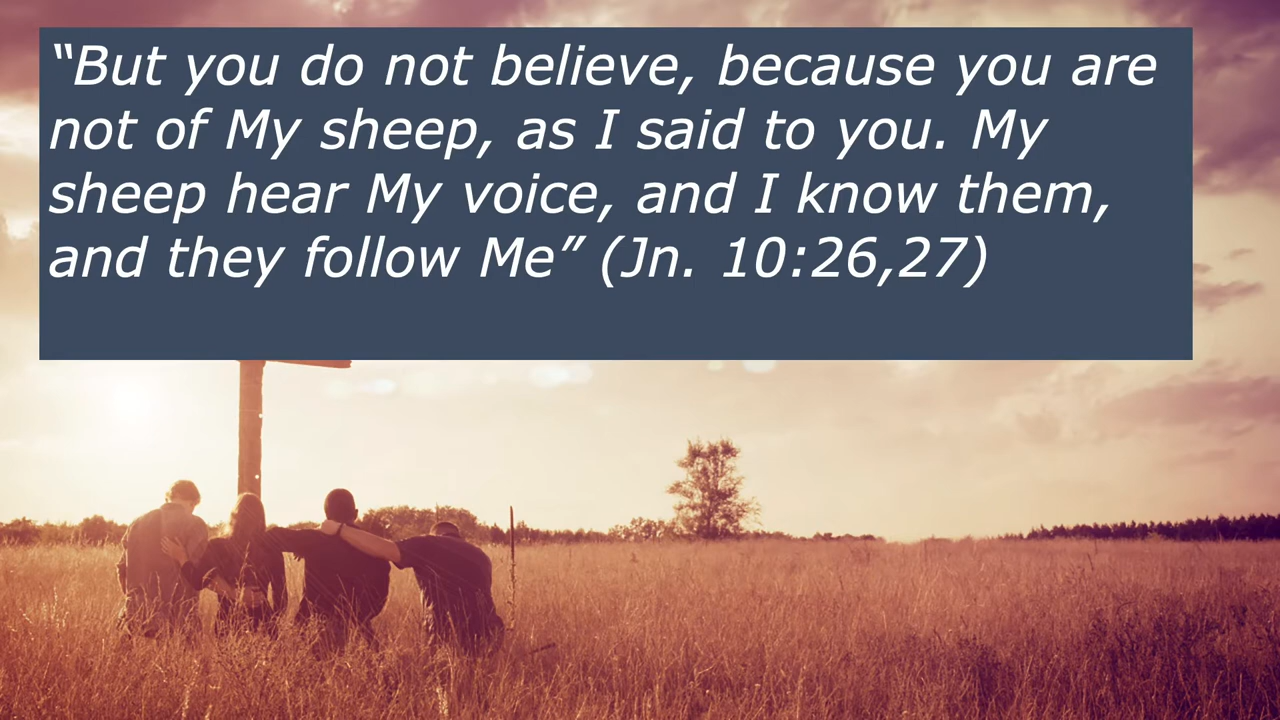 “But you do not believe, because you are
not of My sheep, as I said to you. My
sheep hear My voice, and I know them,
and they follow Me” (Jn. 10:26,27)